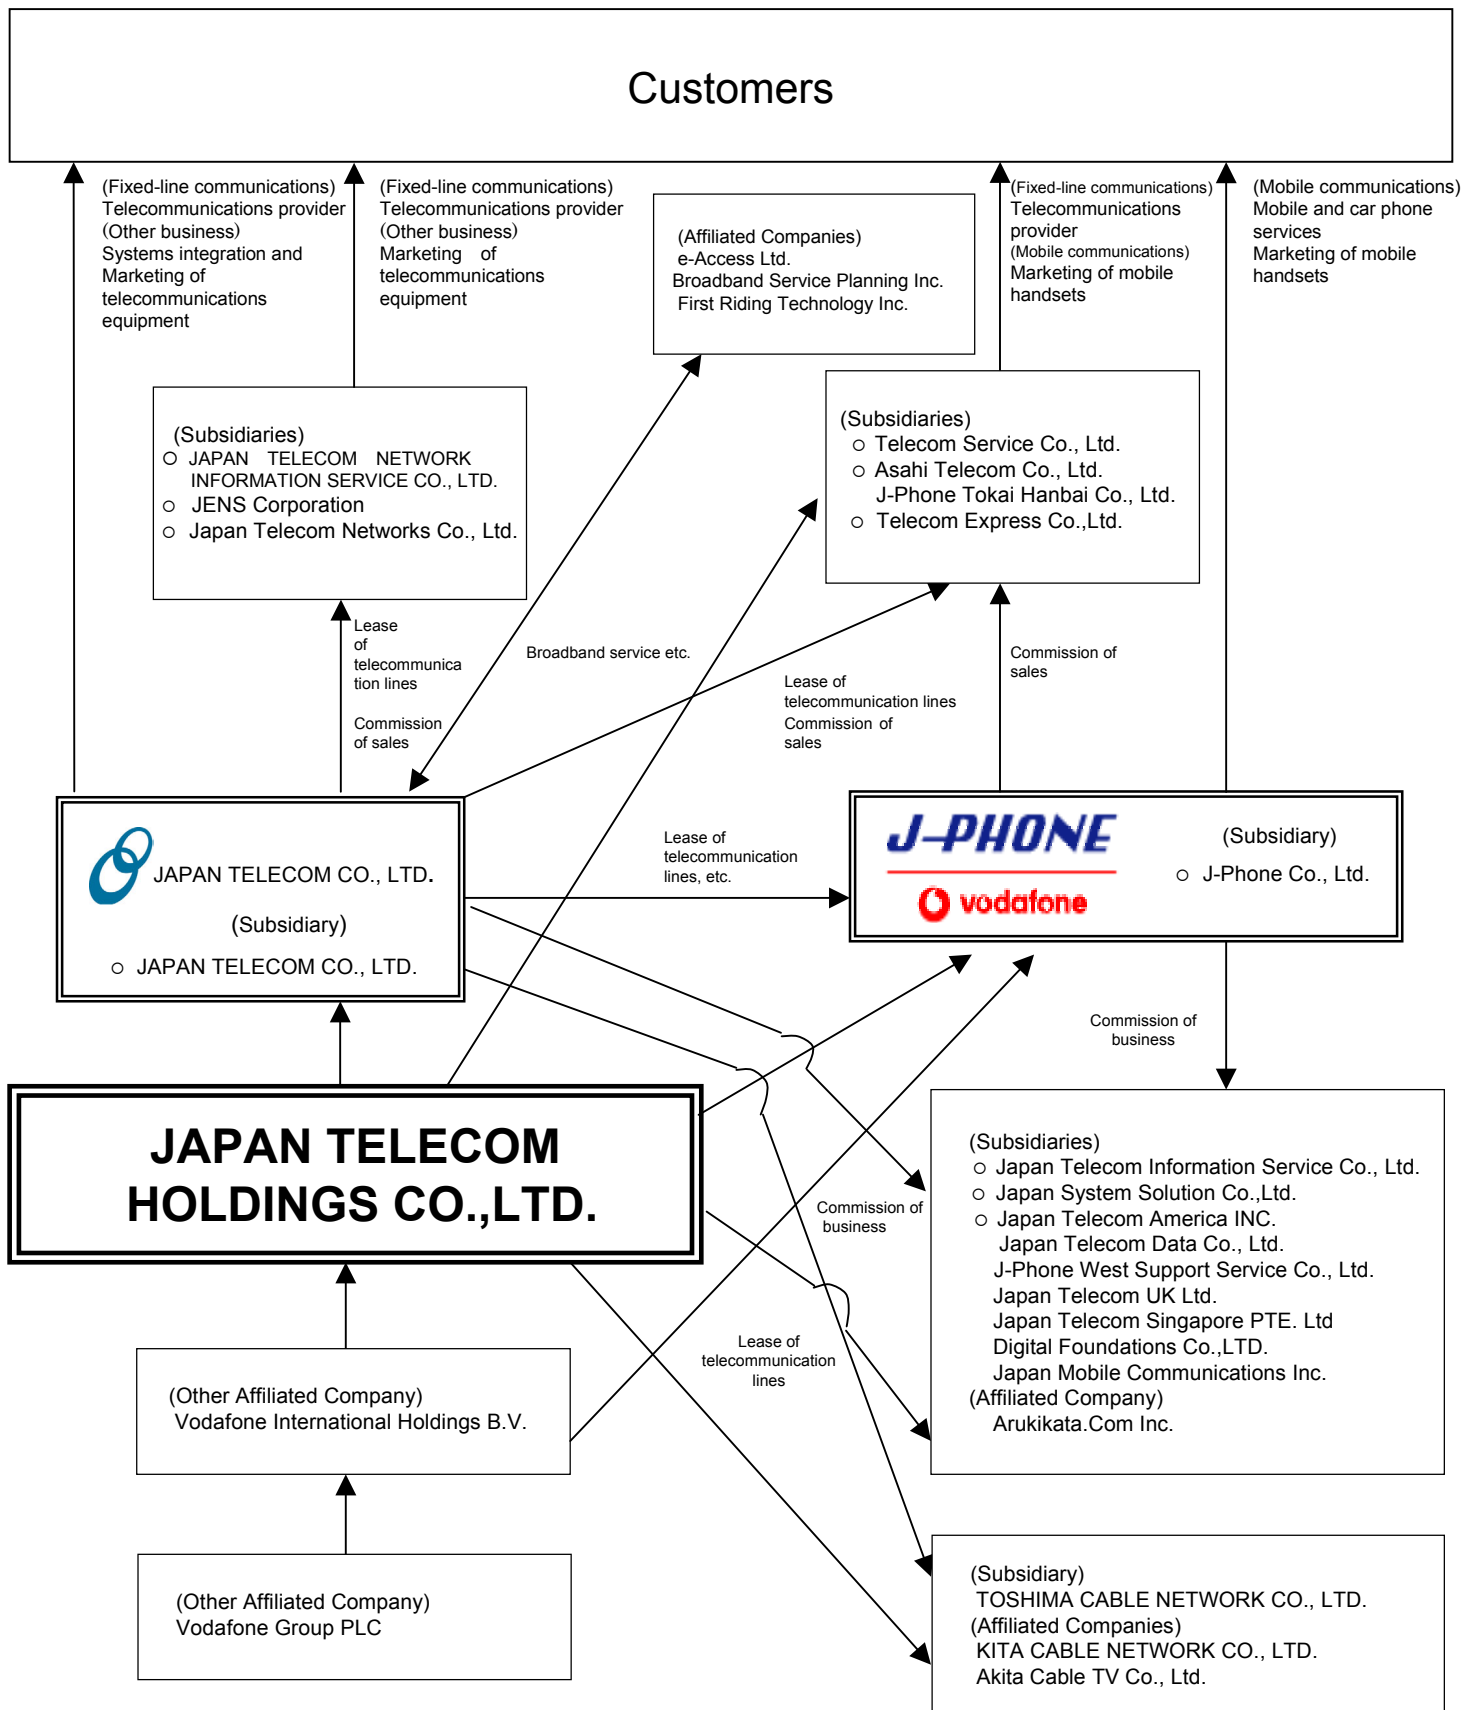 Customers
(Fixed-line communications)
Telecommunications provider
(Other business)
Systems integration and
Marketing of
telecommunications
equipment
(Fixed-line communications)
Telecommunications provider
(Other business)
Marketing of
telecommunications
equipment
(Affiliated Companies)
e-Access Ltd.
Broadband Service Planning Inc.
First Riding Technology Inc.
(Fixed-line communications)
Telecommunications
provider
(Mobile communications)
Marketing of mobile
handsets
(Mobile communications)
Mobile and car phone
services
Marketing of mobile
handsets
(Subsidiaries)
○ JAPAN TELECOM NETWORK
INFORMATION SERVICE CO., LTD.
○ JENS Corporation
○ Japan Telecom Networks Co., Ltd.
(Subsidiaries)
○ Telecom Service Co., Ltd.
○ Asahi Telecom Co., Ltd.
J-Phone Tokai Hanbai Co., Ltd.
○ Telecom Express Co.,Ltd.
Lease
of
telecommunica
tion lines
Commission
of sales
Broadband service etc.
Lease of
telecommunication lines
Commission of
sales
Commission of
sales
JAPAN TELECOM CO., LTD.
(Subsidiary)
○ JAPAN TELECOM CO., LTD.
Lease of
telecommunication
lines, etc.
J-PHONE
vodafone
(Subsidiary)
○ J-Phone Co., Ltd.
Commission of
business
JAPAN TELECOM
HOLDINGS CO.,LTD.
Commission of
business
(Subsidiaries)
○ Japan Telecom Information Service Co., Ltd.
○ Japan System Solution Co.,Ltd.
○ Japan Telecom America INC.
Japan Telecom Data Co., Ltd.
J-Phone West Support Service Co., Ltd.
Japan Telecom UK Ltd.
Japan Telecom Singapore PTE. Ltd
Digital Foundations Co.,LTD.
Japan Mobile Communications Inc.
(Affiliated Company)
Arukikata.Com Inc.
Lease of
telecommunication
lines
(Other Affiliated Company)
Vodafone International Holdings B.V.
(Other Affiliated Company)
Vodafone Group PLC
(Subsidiary)
TOSHIMA CABLE NETWORK CO., LTD.
(Affiliated Companies)
KITA CABLE NETWORK CO., LTD.
Akita Cable TV Co., Ltd.